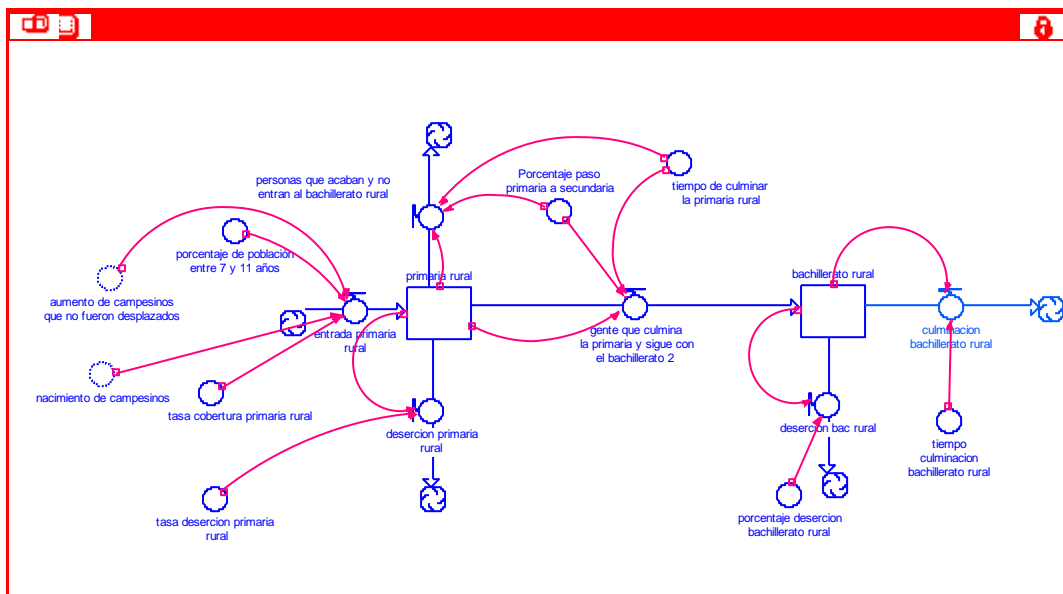 personas que acaban y no
entran al bachillerato rural
Porcentaje paso
primaria a secundaria
tiempo de culminar
la primaria rural
porcentaje de población
entre 7 y 11 años
aumento de campesinos
que no fueron desplazados
primaria rural
bachillerato rural
entrada primaria
rural
gente que culmina
la primaria y sigue con
el bachillerato 2
culminacion
bachillerato rural
nacimiento de campesinos
tasa cobertura primaria rural
desercion primaria
rural
desercion bac rural
tiempo
culminacion
bachillerato rural
tasa desercion primaria
rural
porcentaje desercion
bachillerato rural